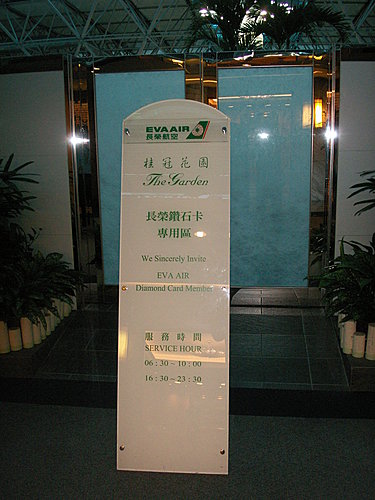 EVA AIR
長榮航空
桂冠花園
The Garden
長榮鑽石卡
專用區
We Sincerely Invite
EVA AIR
Diamond Card Member
服務時間
SERVICE HOUR
06:30~10:00
16:30~23:30